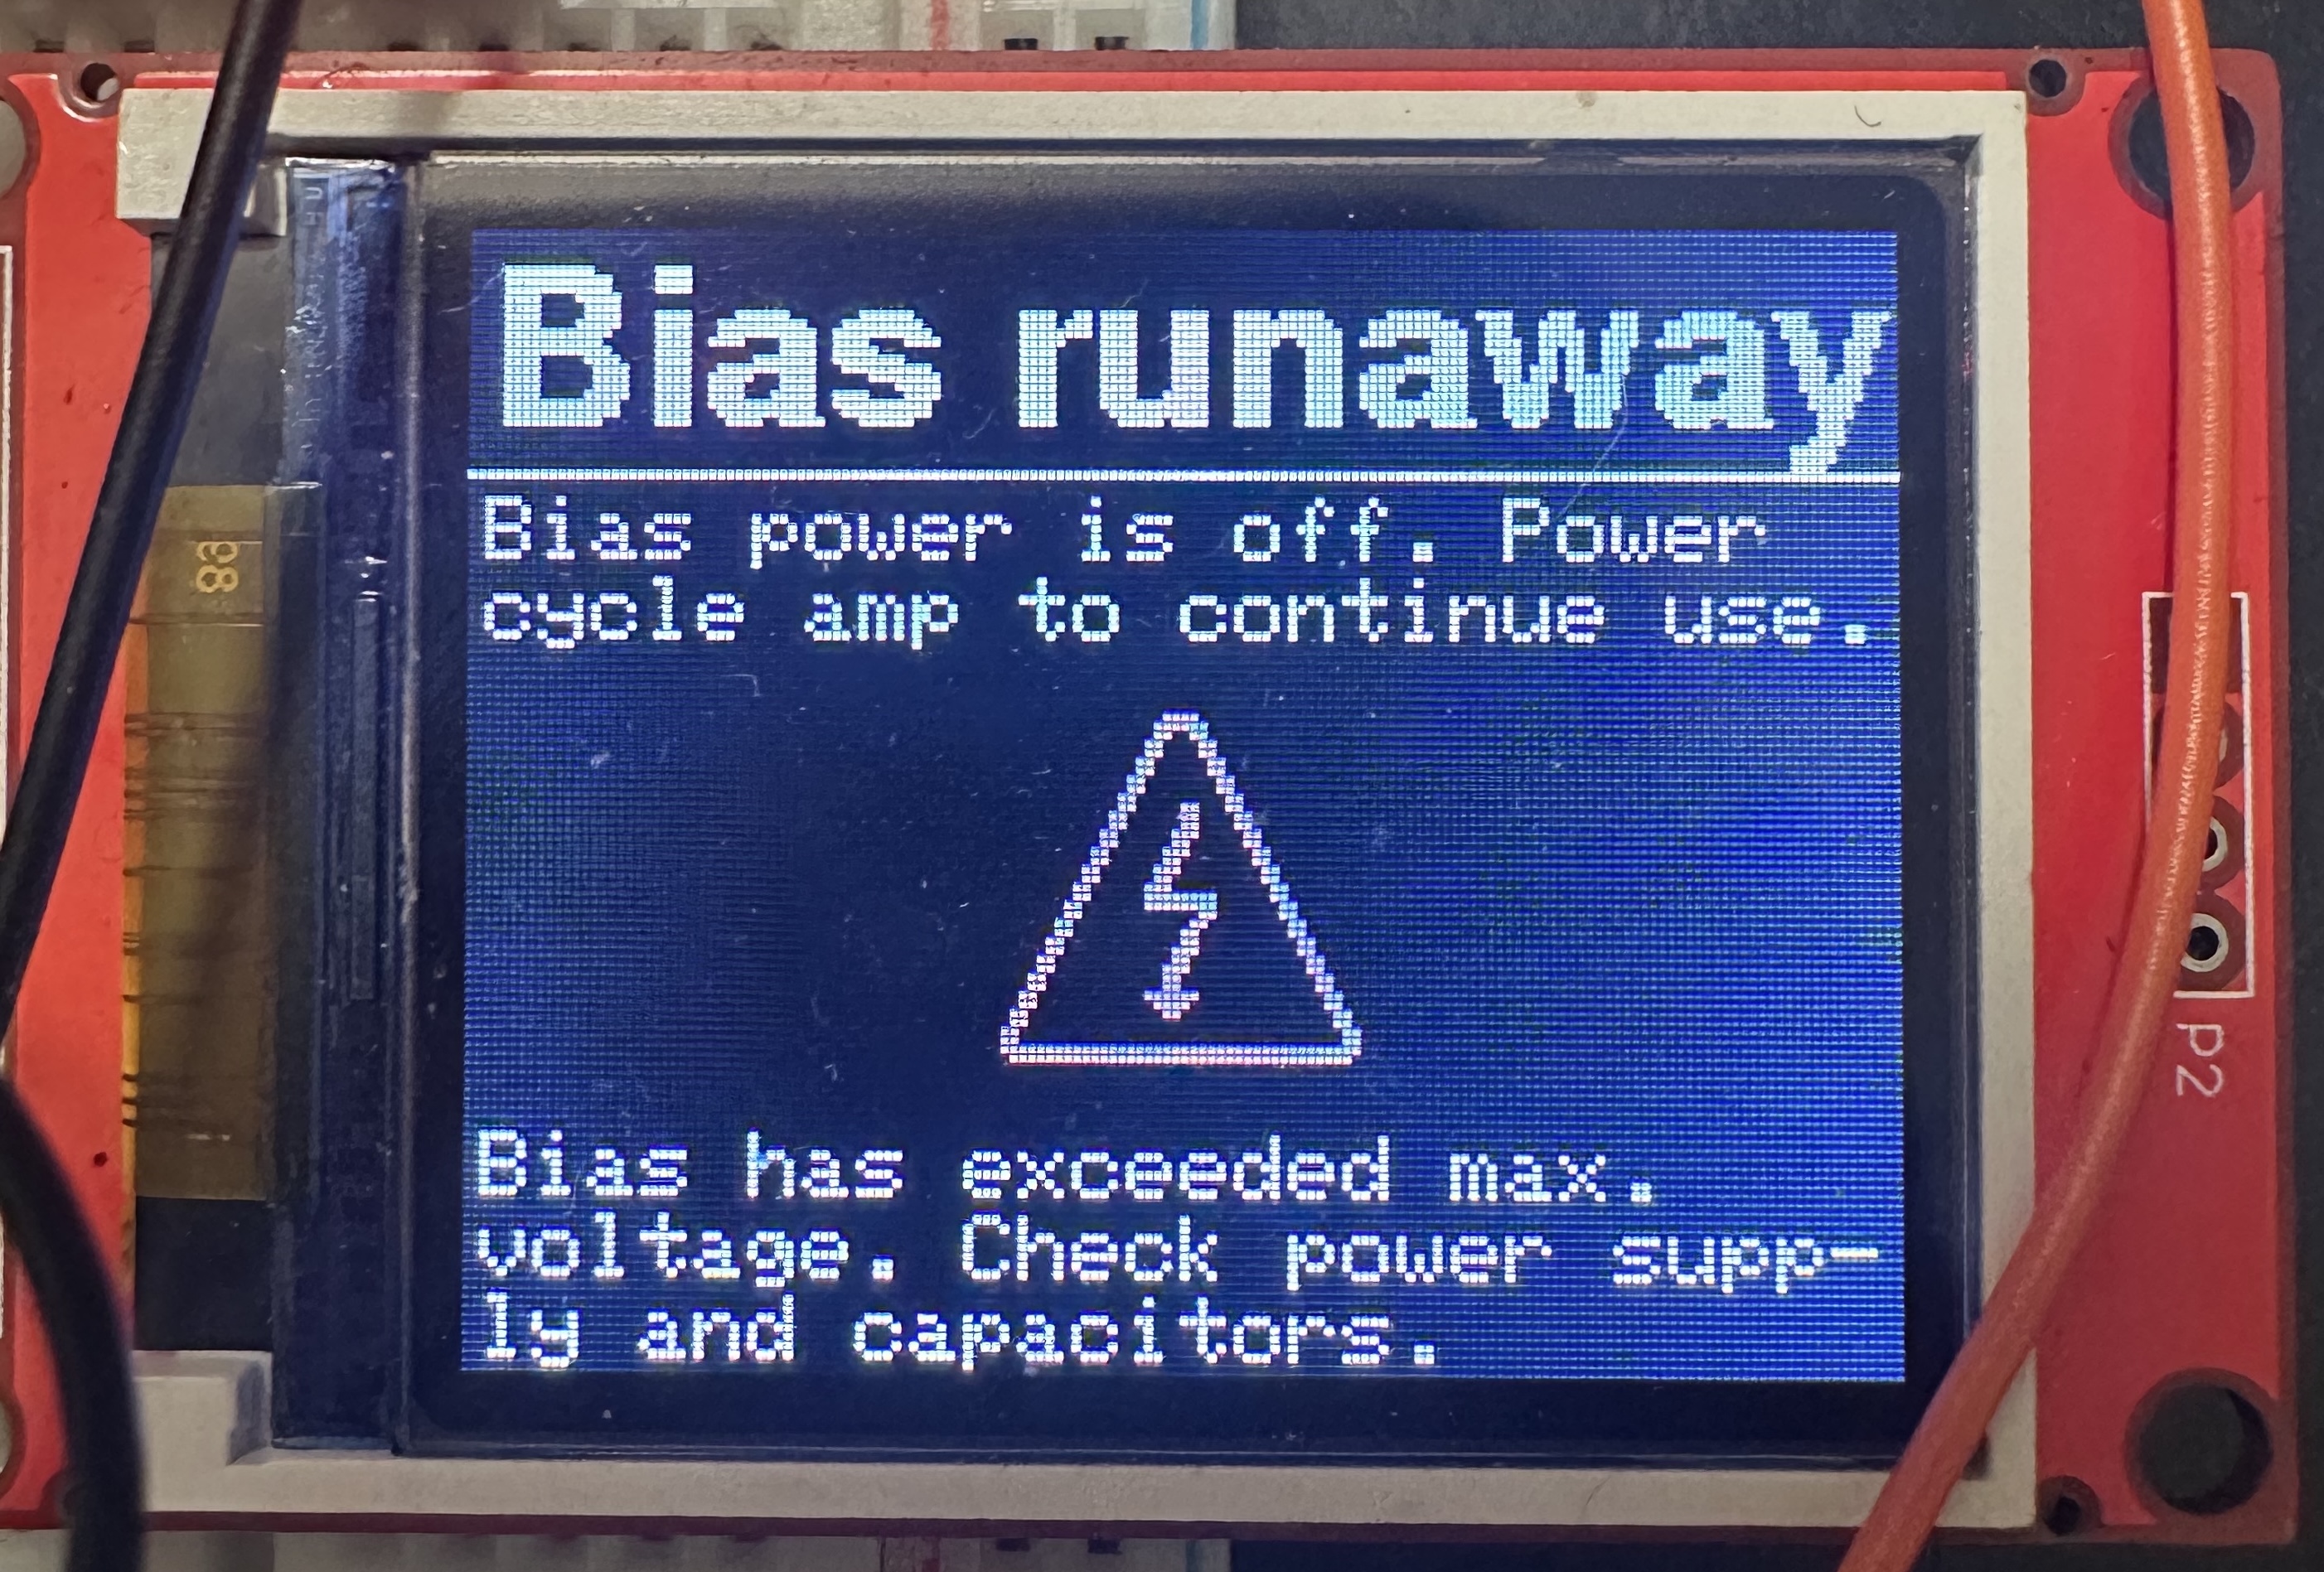 Bias runaway
Bias power is off. Power
cycle amp to continue use.
Bias has exceeded max.
voltage. Check power supp-
ly and capacitors.
P2